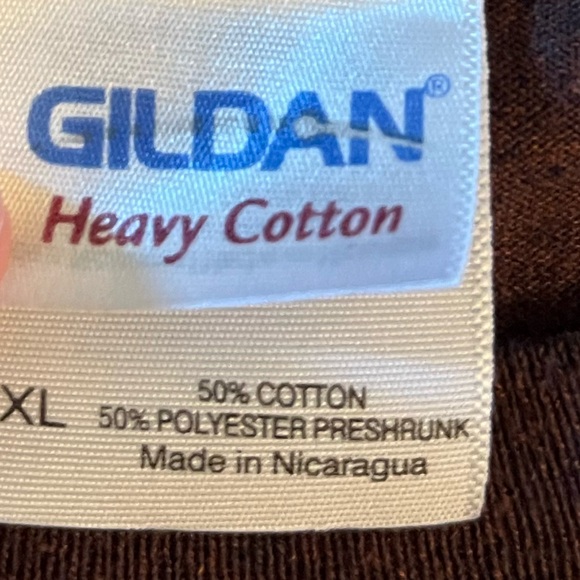 GILDAN®
Heavy Cotton
50% COTTON
XL 50% POLYESTER PRESHRUNK
Made in Nicaragua